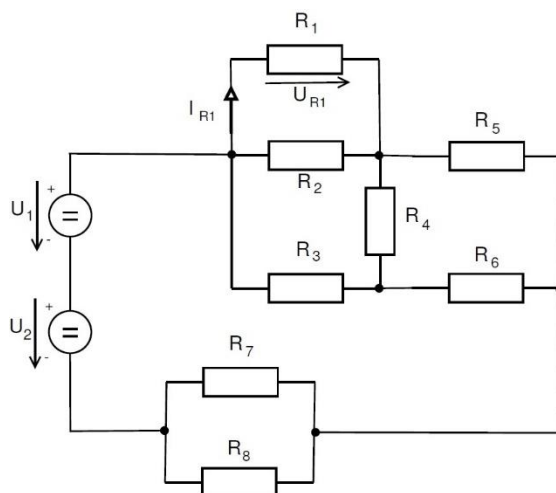 R1
IR1
UR1
R5
R2
U1
+
-
=
R4
R3
R6
U2
+
-
=
R7
R8